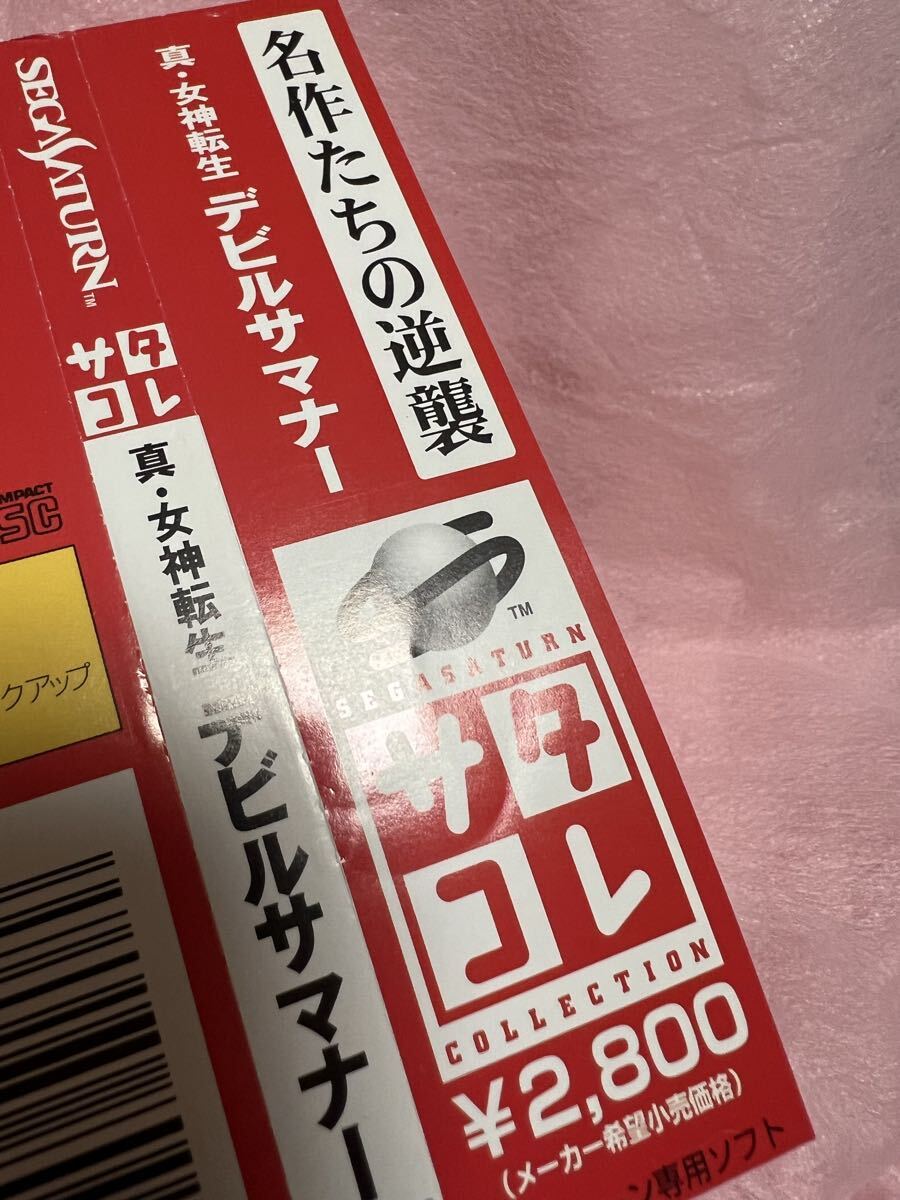 名作たちの逆襲
真・女神転生 デビルサマナー
SEGA SATURN™
サタ
コレ
真・女神転生 デビルサマナー
TM
SEGASATURN
サタ
コレ
COLLECTION
¥2,800
(メーカー希望小売価格)
ン専用ソフト
クアップ